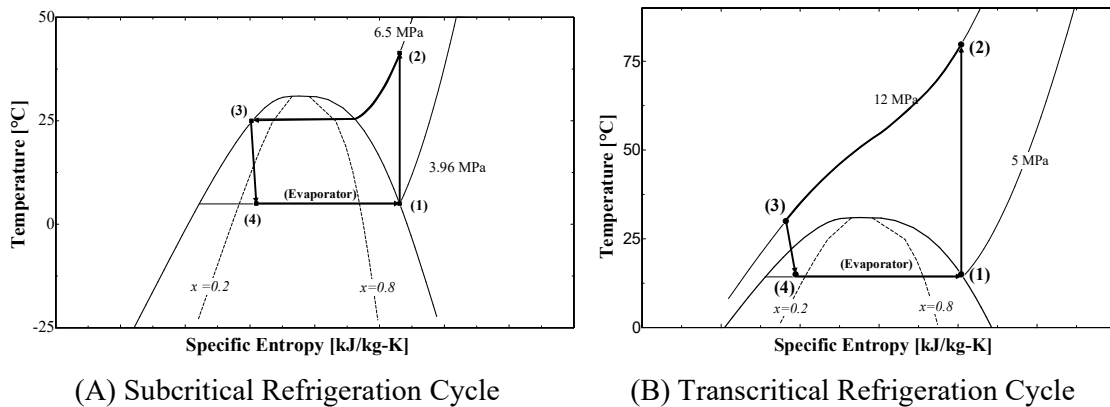 50
25
0
-25
Temperature [°C]
Specific Entropy [kJ/kg-K]
6.5 MPa
(2)
(3)
3.96 MPa
(Evaporator)
(4)
(1)
x =0.2
x=0.8
(A) Subcritical Refrigeration Cycle
75
50
25
0
Temperature [°C]
Specific Entropy [kJ/kg-K]
(2)
12 MPa
5 MPa
(3)
(Evaporator)
(4)
(1)
x=0.2
x=0.8
(B) Transcritical Refrigeration Cycle